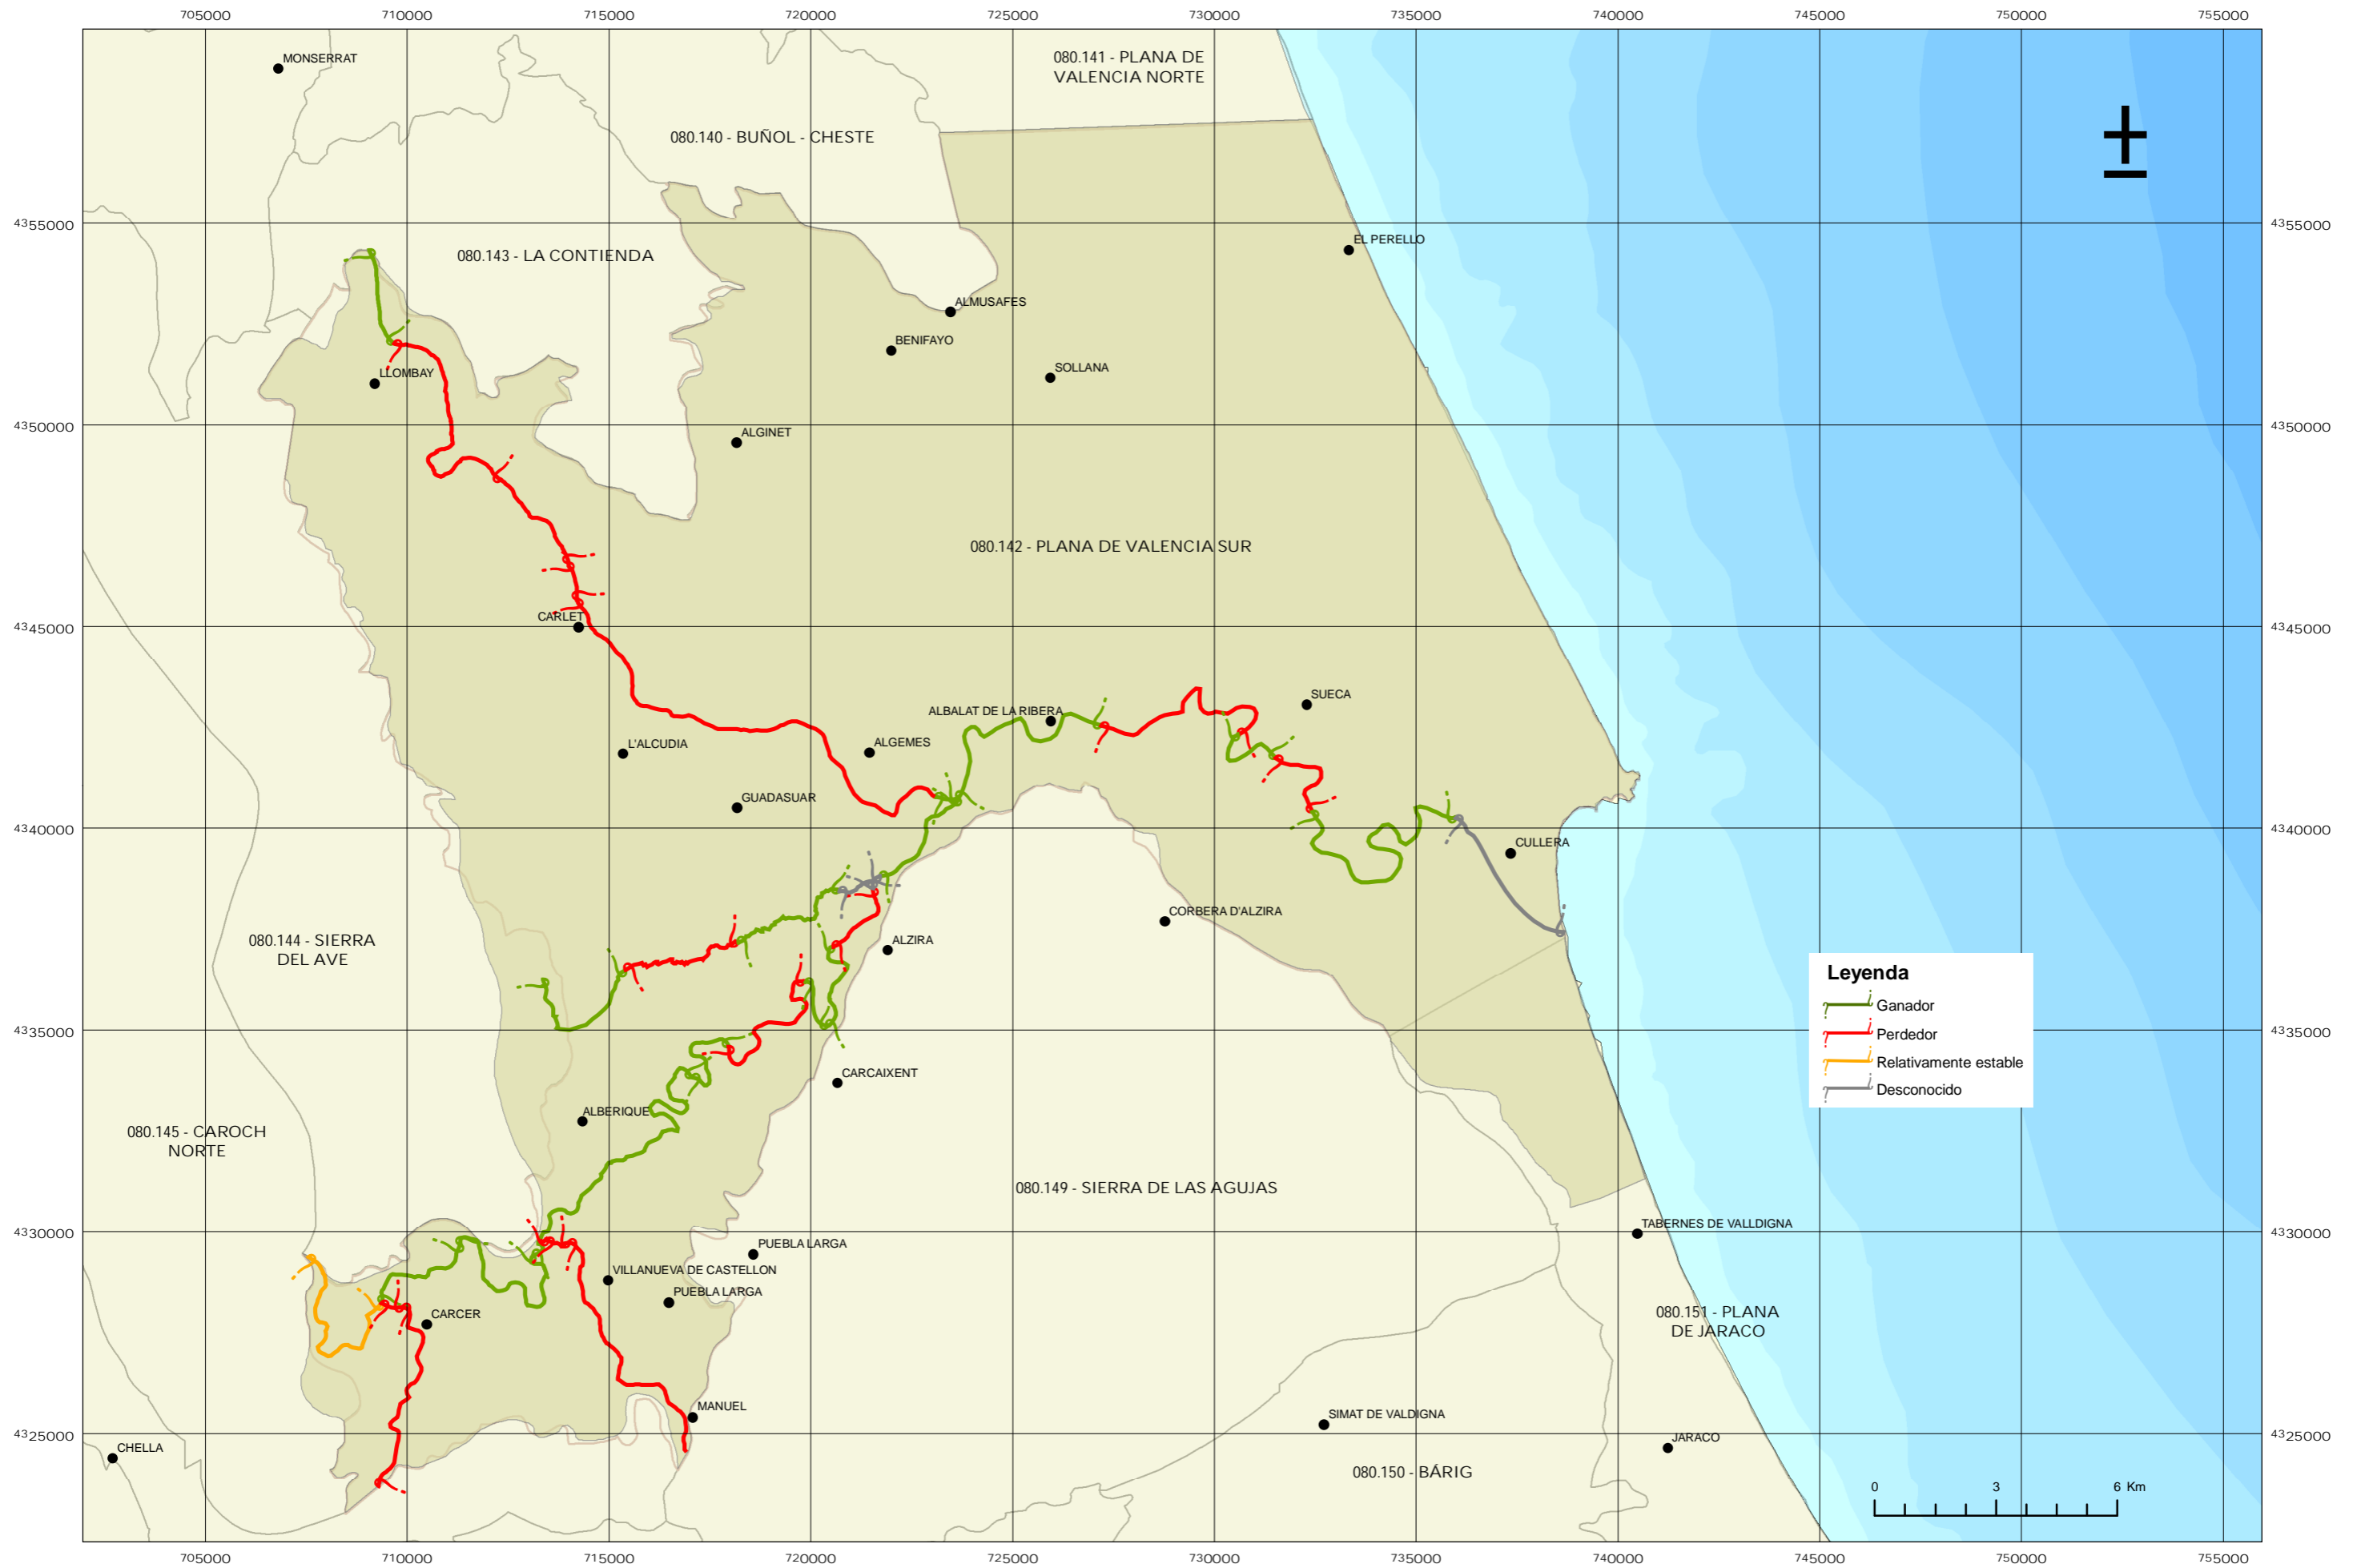 705000 710000 715000 720000 725000 730000 735000 740000 745000 750000 755000
MONSERRAT
080.141 - PLANA DE
VALENCIA NORTE
080.140 - BUÑOL - CHESTE
4355000
4355000
EL PERELLO
080.143 - LA CONTIENDA
ALMUSAFES
BENIFAYO
SOLLANA
LLOMBAY
4350000
4350000
ALGINET
080.142 - PLANA DE VALENCIA SUR
CARLET
4345000
4345000
SUECA
ALBALAT DE LA RIBERA
L'ALCUDIA
ALGEMES
GUADASUAR
4340000
4340000
CULLERA
CORBERA D'ALZIRA
080.144 - SIERRA
DEL AVE
ALZIRA
Leyenda
Ganador
Perdedor
Relativamente estable
Desconocido
4335000
4335000
CARCAIXENT
ALBERIQUE
080.145 - CAROCH
NORTE
080.149 - SIERRA DE LAS AGUJAS
TABERNES DE VALLDIGNA
4330000
4330000
PUEBLA LARGA
VILLANUEVA DE CASTELLON
PUEBLA LARGA
CARCER
080.151 - PLANA
DE JARACO
MANUEL
SIMAT DE VALDIGNA
4325000
4325000
JARACO
CHELLA
080.150 - BÁRIG
0 3 6 Km
705000 710000 715000 720000 725000 730000 735000 740000 745000 750000 755000